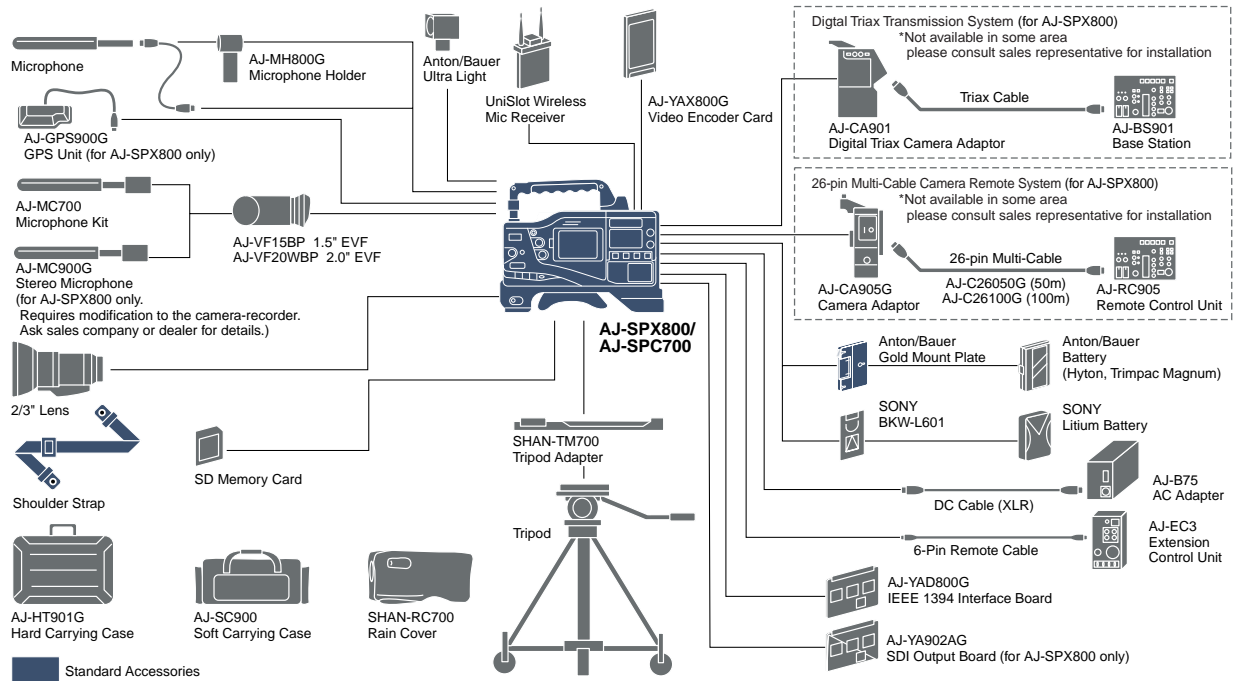 Microphone
AJ-MH800G
Microphone Holder
Anton/Bauer
Ultra Light
UniSlot Wireless
Mic Receiver
AJ-YAX800G
Video Encoder Card
Digtal Triax Transmission System (for AJ-SPX800)
*Not available in some area
please consult sales representative for installation
Triax Cable
AJ-CA901
Digital Triax Camera Adaptor
AJ-BS901
Base Station
AJ-GPS900G
GPS Unit (for AJ-SPX800 only)
AJ-MC700
Microphone Kit
AJ-VF15BP 1.5" EVF
AJ-VF20WBP 2.0" EVF
AJ-MC900G
Stereo Microphone
(for AJ-SPX800 only.
Requires modification to the camera-recorder.
Ask sales company or dealer for details.)
26-pin Multi-Cable Camera Remote System (for AJ-SPX800)
*Not available in some area
please consult sales representative for installation
26-pin Multi-Cable
AJ-C26050G (50m)
AJ-C26100G (100m)
AJ-CA905G
Camera Adaptor
AJ-RC905
Remote Control Unit
AJ-SPX800/
AJ-SPC700
Anton/Bauer
Gold Mount Plate
Anton/Bauer
Battery
(Hyton, Trimpac Magnum)
2/3" Lens
SONY
BKW-L601
SONY
Litium Battery
SD Memory Card
SHAN-TM700
Tripod Adapter
Shoulder Strap
DC Cable (XLR)
AJ-B75
AC Adapter
Tripod
6-Pin Remote Cable
AJ-EC3
Extension
Control Unit
AJ-YAD800G
IEEE 1394 Interface Board
AJ-HT901G
Hard Carrying Case
AJ-SC900
Soft Carrying Case
SHAN-RC700
Rain Cover
AJ-YA902AG
SDI Output Board (for AJ-SPX800 only)
Standard Accessories